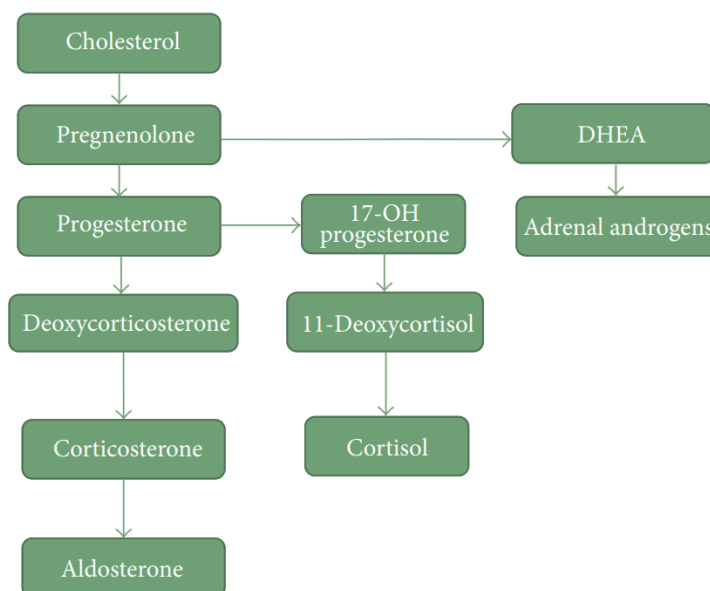 Cholesterol
Pregnenolone
DHEA
Progesterone
17-OH
progesterone
Adrenal androgens
Deoxycorticosterone
11-Deoxycortisol
Corticosterone
Cortisol
Aldosterone